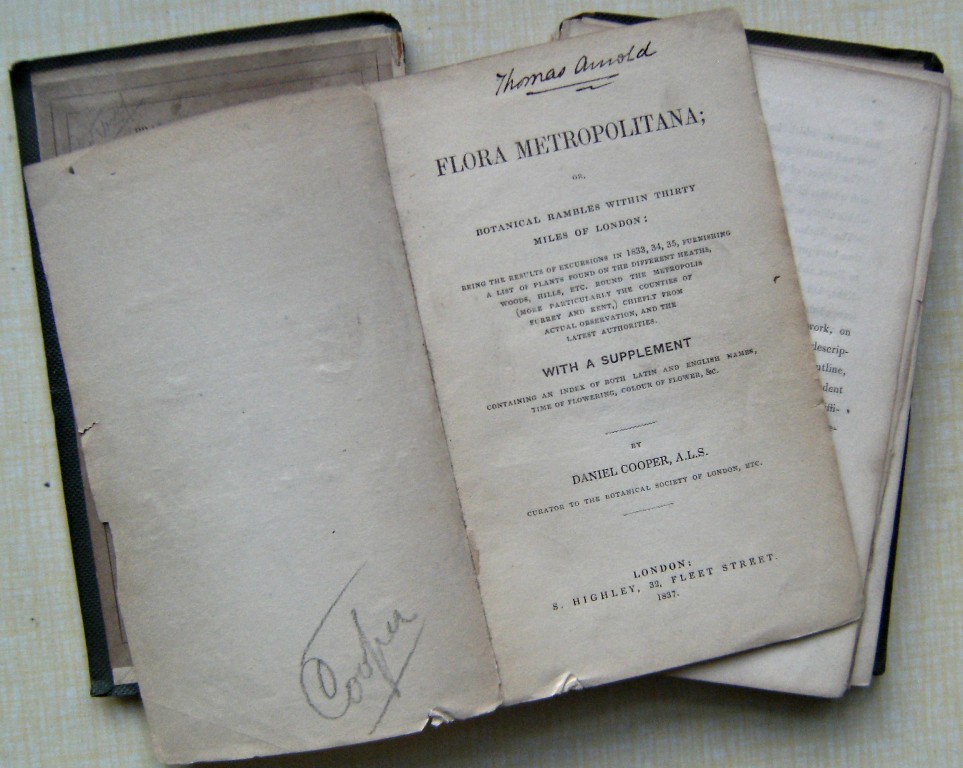 Thomas Arnold
FLORA METROPOLITANA;
OR,
BOTANICAL RAMBLES WITHIN THIRTY
MILES OF LONDON:
BEING THE RESULTS OF EXCURSIONS IN 1833, 34, 35, FURNISHING
A LIST OF PLANTS FOUND ON THE DIFFERENT HEATHS,
WOODS, HILLS, ETC. ROUND THE METROPOLIS
(MORE PARTICULARLY THE COUNTIES OF
SURREY AND KENT,) CHIEFLY FROM
ACTUAL OBSERVATION, AND THE
LATEST AUTHORITIES.
WITH A SUPPLEMENT
CONTAINING AN INDEX OF BOTH LATIN AND ENGLISH NAMES,
TIME OF FLOWERING, COLOUR OF FLOWER, &c.
BY
DANIEL COOPER, A.L.S.
CURATOR TO THE BOTANICAL SOCIETY OF LONDON, ETC.
LONDON:
S. HIGHLEY, 32, FLEET STREET.
1837.
Cooper
work, on
descrip-
utline,
dent